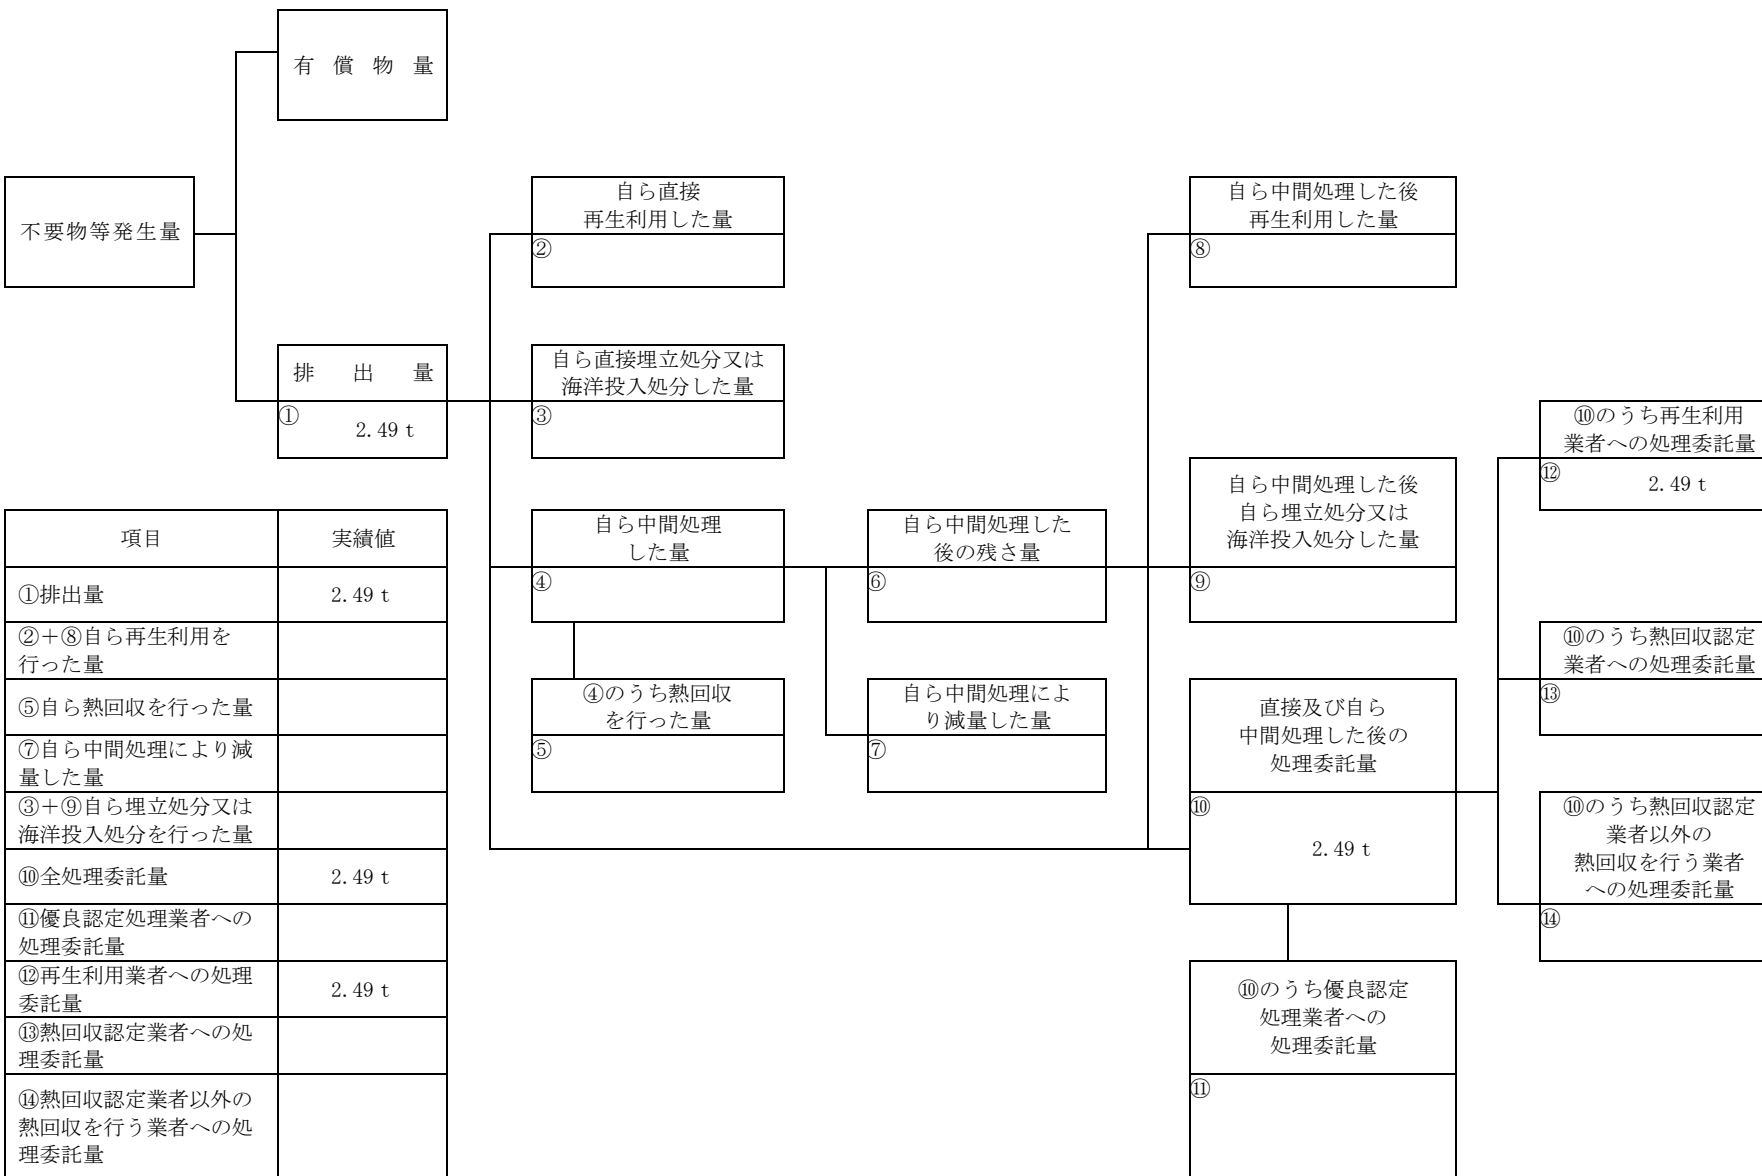 有償物量
不要物等発生量
排出量
①
2.49 t
自ら直接
再生利用した量
②
自ら直接埋立処分又は
海洋投入処分した量
③
自ら中間処理
した量
④
④のうち熱回収
を行った量
⑤
自ら中間処理した
後の残さ量
⑥
自ら中間処理によ
り減量した量
⑦
自ら中間処理した後
再生利用した量
⑧
自ら中間処理した後
自ら埋立処分又は
海洋投入処分した量
⑨
直接及び自ら
中間処理した後の
処理委託量
⑩
2.49 t
⑩のうち優良認定
処理業者への
処理委託量
⑪
⑩のうち再生利用
業者への処理委託量
⑫
2.49 t
⑩のうち熱回収認定
業者への処理委託量
⑬
⑩のうち熱回収認定
業者以外の
熱回収を行う業者
への処理委託量
⑭
項目 実績値
①排出量 2.49 t
②+⑧自ら再生利用を
行った量
⑤自ら熱回収を行った量
⑦自ら中間処理により減
量した量
③+⑨自ら埋立処分又は
海洋投入処分を行った量
⑩全処理委託量 2.49 t
⑪優良認定処理業者への
処理委託量
⑫再生利用業者への処理
委託量 2.49 t
⑬熱回収認定業者への処
理委託量
⑭熱回収認定業者以外の
熱回収を行う業者への処
理委託量